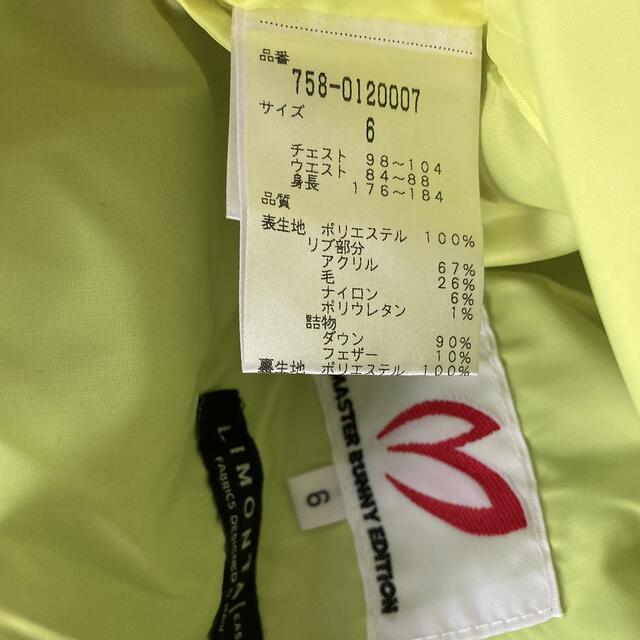 品番
758-0120007
サイズ
6
チェスト 98～104
ウエスト 84～88
身長 176～184
品質
表生地 ポリエステル 100%
リブ部分
アクリル 67%
毛 26%
ナイロン 6%
ポリウレタン 1%
詰物
ダウン 90%
フェザー 10%
裏生地 ポリエステル 100%
MASTER BUNNY EDITION
6
LIMONTA
FABRICS DESIGNED